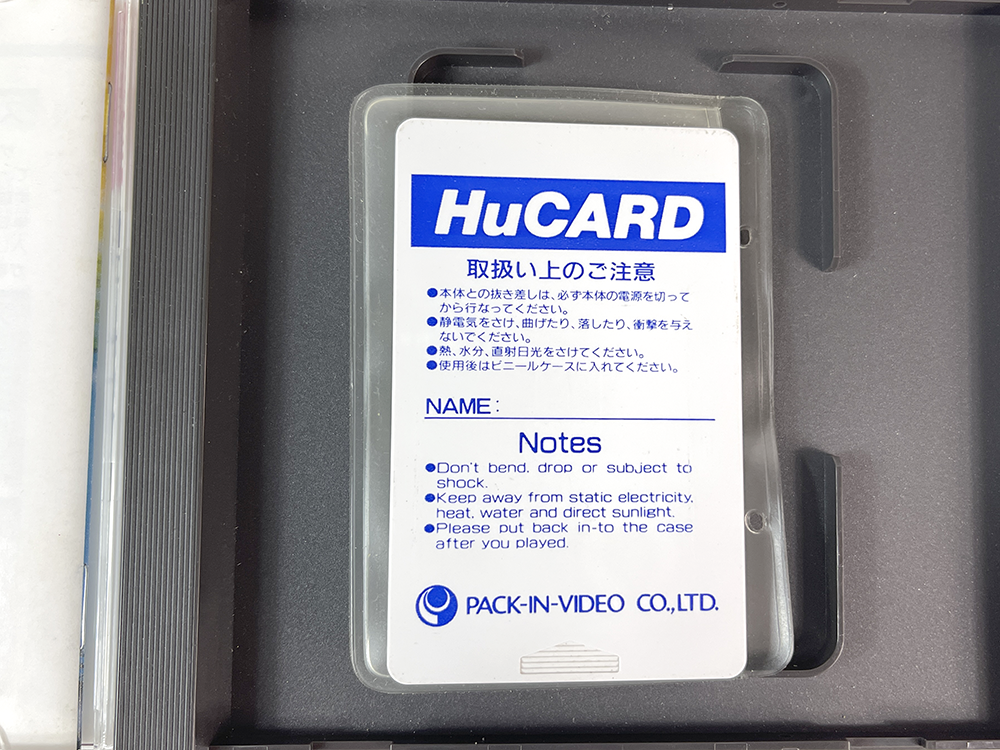 HuCARD
取扱い上のご注意
●本体との抜き差しは、必ず本体の電源を切って
から行なってください。
●静電気をさけ、曲げたり、落したり、衝撃を与え
ないでください。
●熱、水分、直射日光をさけてください。
●使用後はビニールケースに入れてください。
NAME:
Notes
●Don't bend, drop or subject to
shock.
●Keep away from static electricity,
heat, water and direct sunlight.
●Please put back in-to the case
after you played.
PACK-IN-VIDEO CO.,LTD.